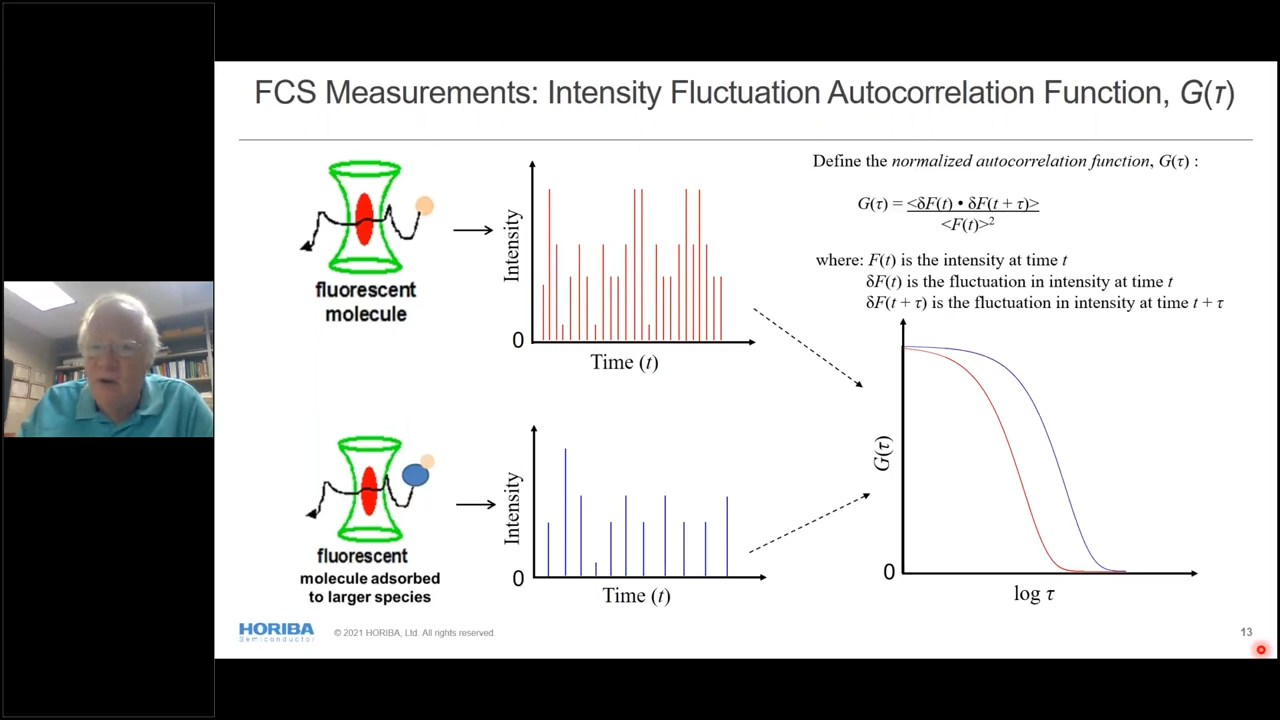 FCS Measurements: Intensity Fluctuation Autocorrelation Function, G(τ)
fluorescent
molecule
Intensity
0
Time (t)
Define the normalized autocorrelation function, G(τ) :
G(τ) = <δF(t) • δF(t + τ)>
<F(t)>²
where: F(t) is the intensity at time t
δF(t) is the fluctuation in intensity at time t
δF(t + τ) is the fluctuation in intensity at time t + τ
fluorescent
molecule adsorbed
to larger species
Intensity
0
Time (t)
G(τ)
0
log τ
HORIBA
Semiconductor
© 2021 HORIBA, Ltd. All rights reserved.
13